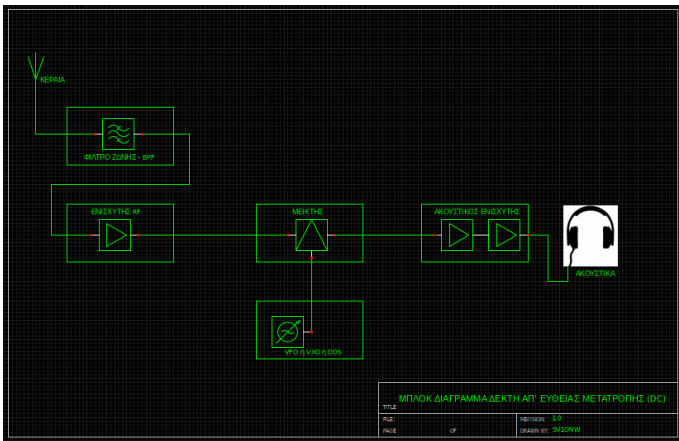 ΚΕΡΑΙΑ
ΦΙΛΤΡΟ ΖΩΝΗΣ - BPF
ΕΝΙΣΧΥΤΗΣ RF
ΜΕΙΚΤΗΣ
ΑΚΟΥΣΤΙΚΟΣ ΕΝΙΣΧΥΤΗΣ
ΑΚΟΥΣΤΙΚΑ
VFO ή VXO ή DDS
ΜΠΛΟΚ ΔΙΑΓΡΑΜΜΑ ΔΕΚΤΗ ΑΠ' ΕΥΘΕΙΑΣ ΜΕΤΑΤΡΟΠΗΣ (DC)
TITLE
FILE: REVISION: 1.0
PAGE OF DRAWN BY: SV1ONW